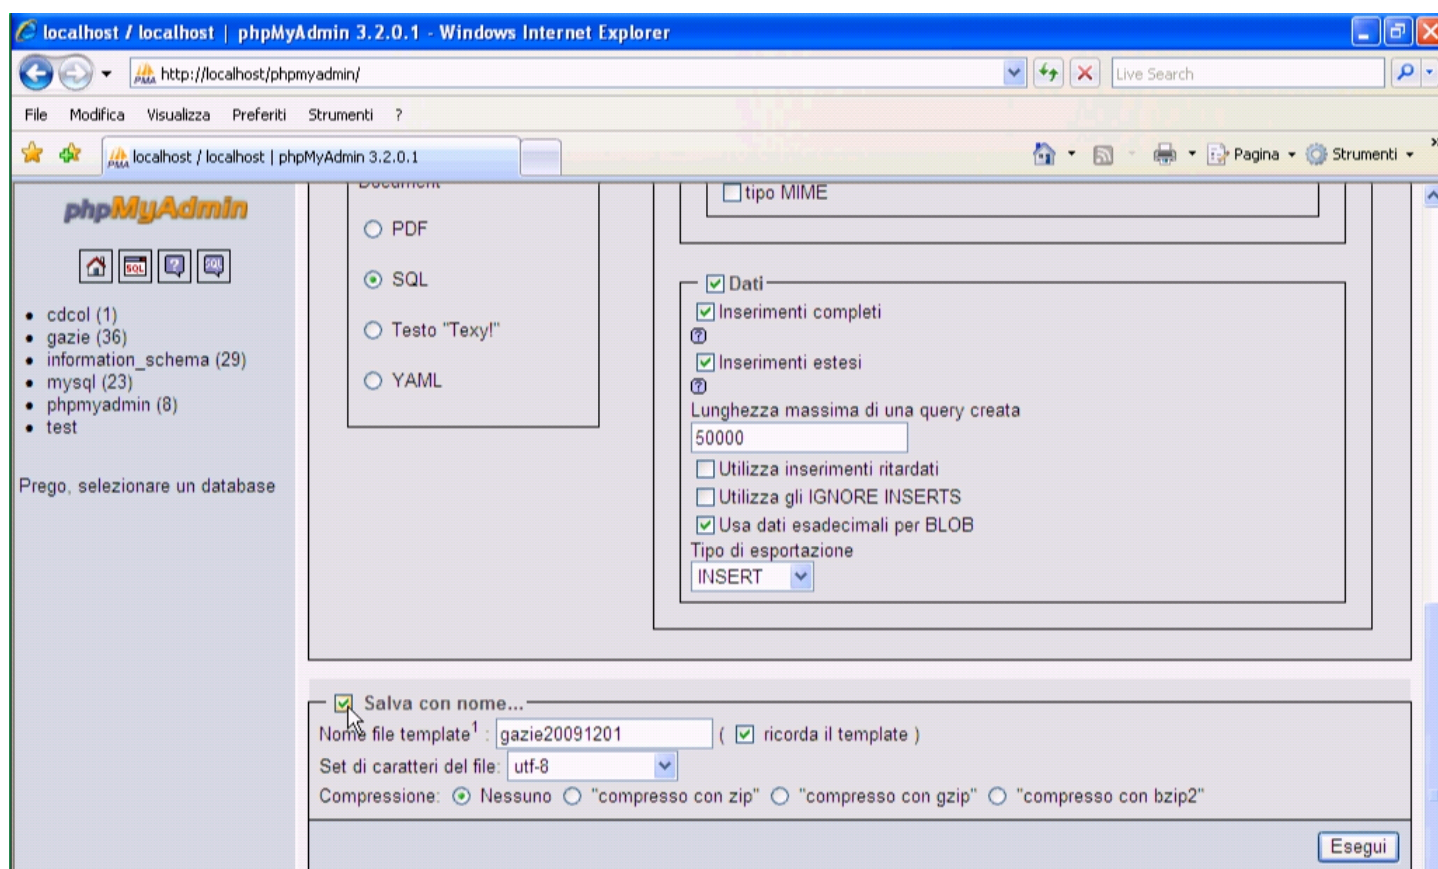 localhost / localhost | phpMyAdmin 3.2.0.1 - Windows Internet Explorer
http://localhost/phpmyadmin/
Live Search
File Modifica Visualizza Preferiti Strumenti ?
localhost / localhost | phpMyAdmin 3.2.0.1
Pagina Strumenti
phpMyAdmin
SQL ? SQL
cdcol (1)
gazie (36)
information_schema (29)
mysql (23)
phpmyadmin (8)
test
Prego, selezionare un database
Document
PDF
SQL
Testo "Texy!"
YAML
tipo MIME
Dati
Inserimenti completi
?
Inserimenti estesi
?
Lunghezza massima di una query creata
50000
Utilizza inserimenti ritardati
Utilizza gli IGNORE INSERTS
Usa dati esadecimali per BLOB
Tipo di esportazione
INSERT
Salva con nome...
Nome file template1 : gazie20091201 ( ricorda il template )
Set di caratteri del file: utf-8
Compressione: Nessuno "compresso con zip" "compresso con gzip" "compresso con bzip2"
Esegui